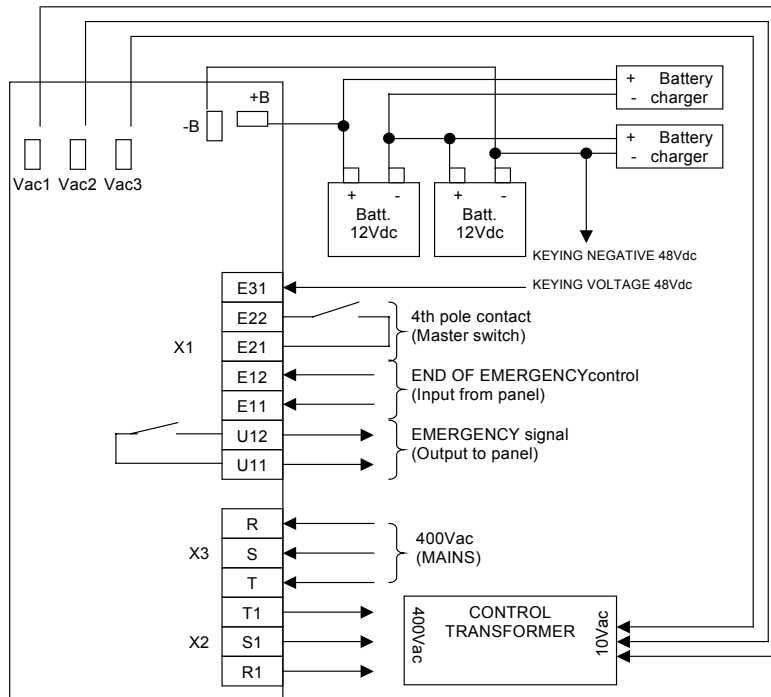 + Battery
- charger
+B
-B
+ Battery
- charger
Vac1 Vac2 Vac3
+ -
Batt.
12Vdc
+ -
Batt.
12Vdc
KEYING NEGATIVE 48Vdc
E31
KEYING VOLTAGE 48Vdc
X1
E22
E21
4th pole contact
(Master switch)
E12
E11
END OF EMERGENCYcontrol
(Input from panel)
U12
U11
EMERGENCY signal
(Output to panel)
X3
R
S
T
400Vac
(MAINS)
X2
T1
S1
R1
400Vac
CONTROL
TRANSFORMER
10Vac